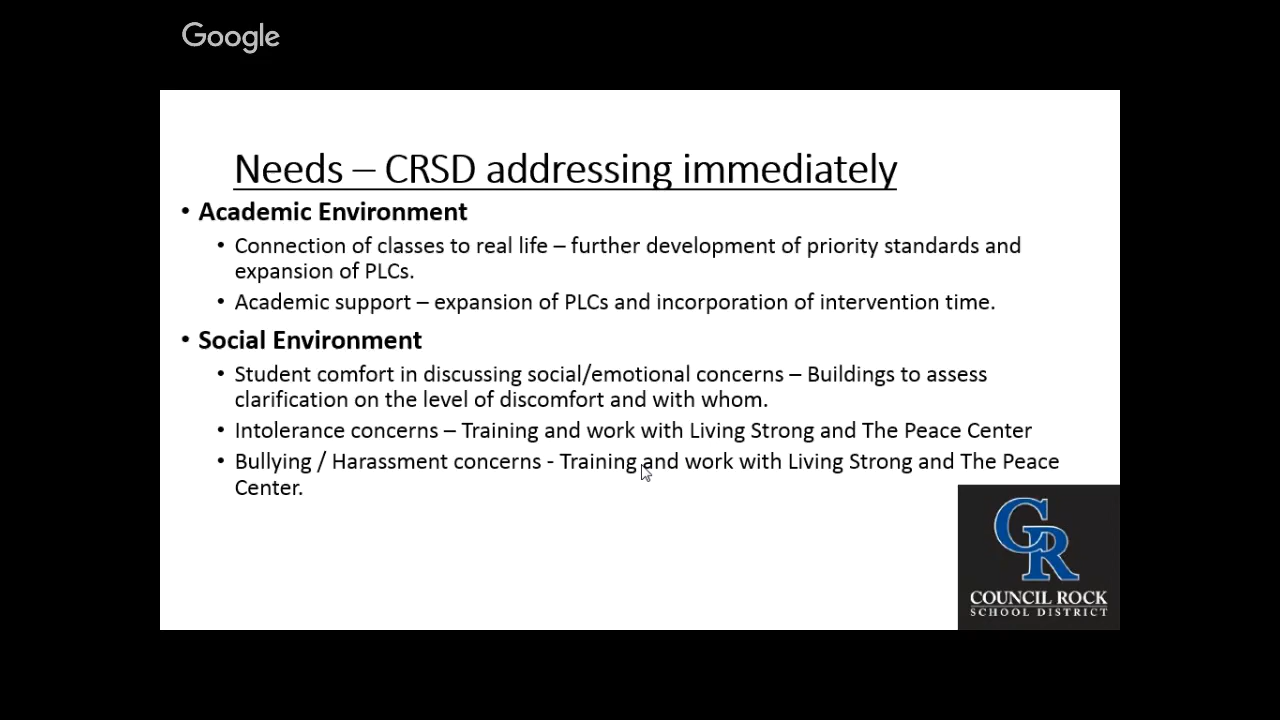 Google
Needs – CRSD addressing immediately
• Academic Environment
• Connection of classes to real life – further development of priority standards and
expansion of PLCs.
• Academic support – expansion of PLCs and incorporation of intervention time.
• Social Environment
• Student comfort in discussing social/emotional concerns – Buildings to assess
clarification on the level of discomfort and with whom.
• Intolerance concerns – Training and work with Living Strong and The Peace Center
• Bullying / Harassment concerns - Training and work with Living Strong and The Peace
Center.
CR
COUNCIL ROCK
SCHOOL DISTRICT